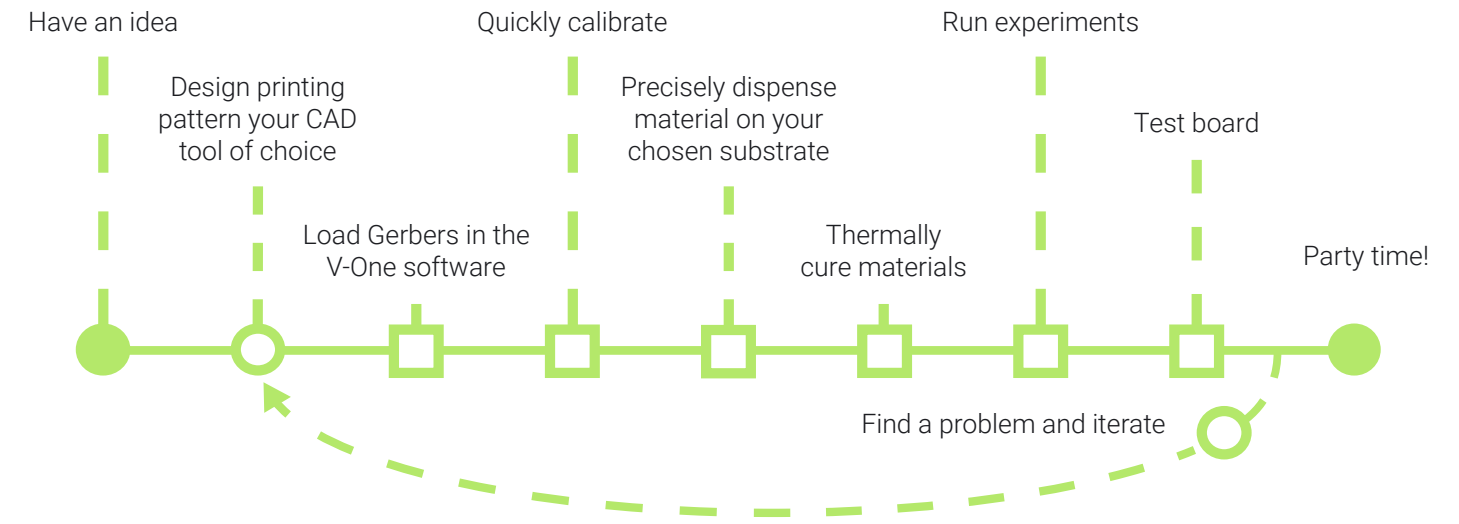 Have an idea
Design printing
pattern your CAD
tool of choice
Load Gerbers in the
V-One software
Quickly calibrate
Precisely dispense
material on your
chosen substrate
Thermally
cure materials
Run experiments
Test board
Party time!
Find a problem and iterate